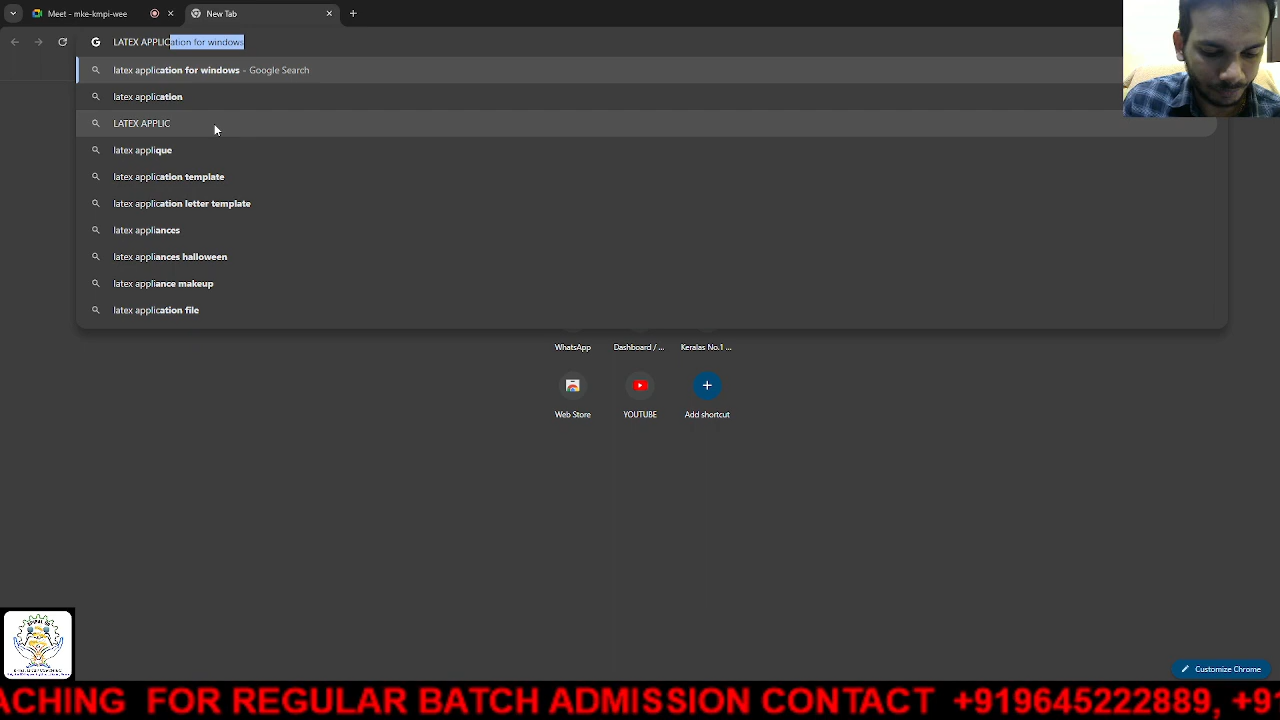 Meet - mke-kmpi-wee
New Tab
LATEX APPLICation for windows
latex application for windows - Google Search
latex application
LATEX APPLIC
latex applique
latex application template
latex application letter template
latex appliances
latex appliances halloween
latex appliance makeup
latex application file
WhatsApp
Dashboard / ...
Keralas No.1 ...
Web Store
YOUTUBE
Add shortcut
Customize Chrome
ACHING FOR REGULAR BATCH ADMISSION CONTACT +919645222889, +9